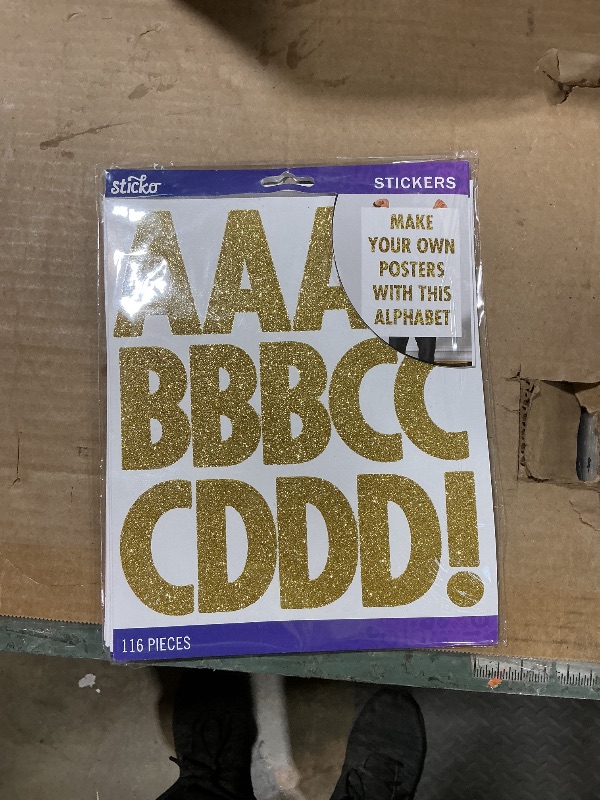 sticko
STICKERS
MAKE
YOUR OWN
POSTERS
WITH THIS
ALPHABET
AAA
BBBCC
CDDD!
116 PIECES